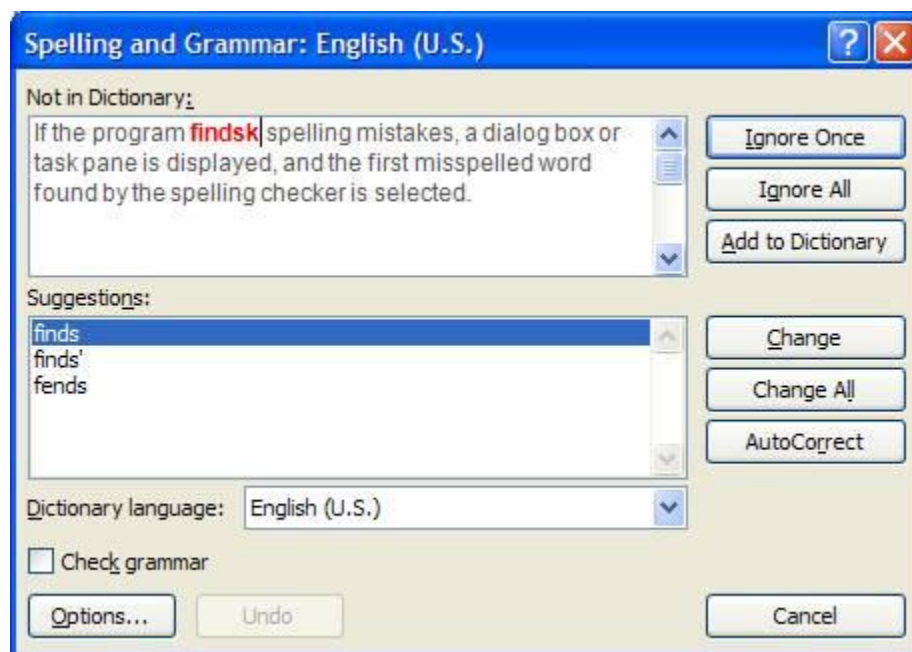 Spelling and Grammar: English (U.S.)
Not in Dictionary:
If the program findsk spelling mistakes, a dialog box or
task pane is displayed, and the first misspelled word
found by the spelling checker is selected.
Ignore Once
Ignore All
Add to Dictionary
Suggestions:
finds
finds'
fends
Change
Change All
AutoCorrect
Dictionary language: English (U.S.)
Check grammar
Options... Undo Cancel